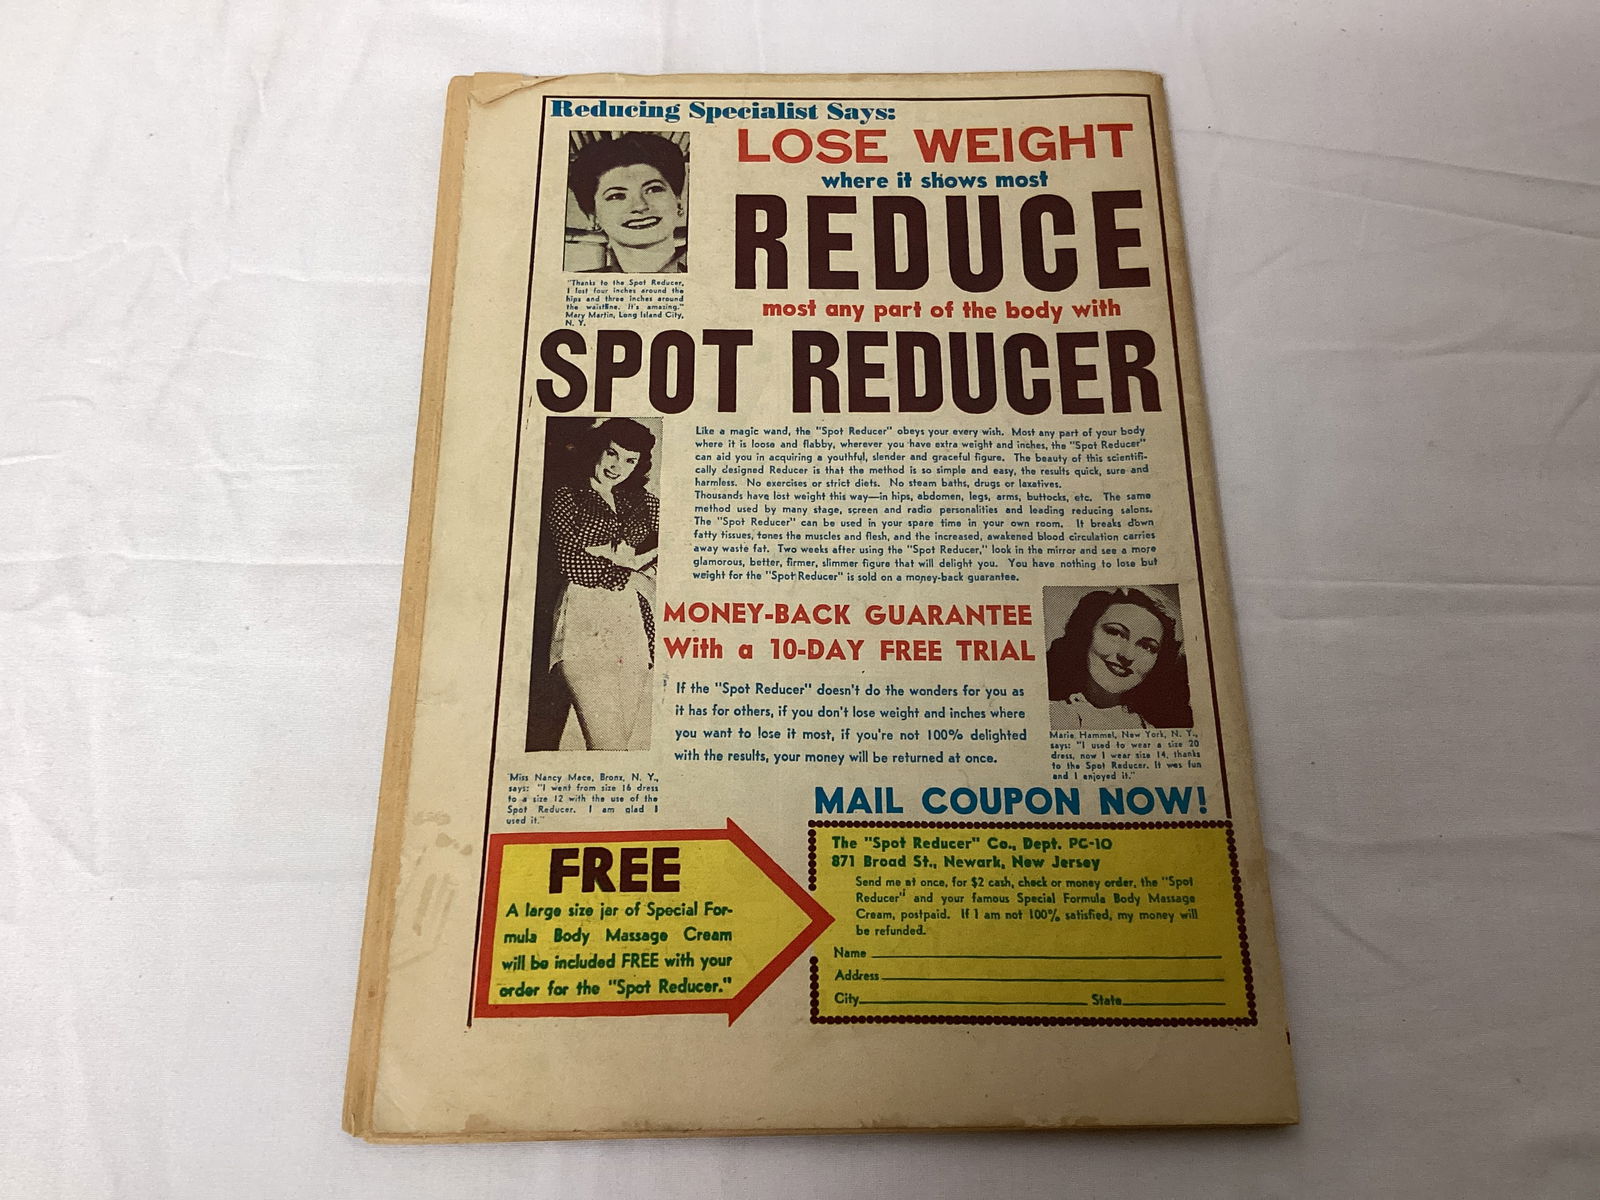 Reducing Specialist Says:
LOSE WEIGHT
where it shows most
REDUCE
most any part of the body with
SPOT REDUCER
"Thanks to the Spot Reducer,
I lost four inches around the
hips and three inches around
the waistline. It's amazing."
Mary Martin, Long Island City,
N. Y.
Like a magic wand, the "Spot Reducer" obeys your every wish. Most any part of your body
where it is loose and flabby, wherever you have extra weight and inches, the "Spot Reducer"
can aid you in acquiring a youthful, slender and graceful figure. The beauty of this scientifi-
cally designed Reducer is that the method is so simple and easy, the results quick, sure and
harmless. No exercises or strict diets. No steam baths, drugs or laxatives.
Thousands have lost weight this way—in hips, abdomen, legs, arms, buttocks, etc. The same
method used by many stage, screen and radio personalities and leading reducing salons.
The "Spot Reducer" can be used in your spare time in your own room. It breaks down
fatty tissues, tones the muscles and flesh, and the increased, awakened blood circulation carries
away waste fat. Two weeks after using the "Spot Reducer," look in the mirror and see a more
glamorous, better, firmer, slimmer figure that will delight you. You have nothing to lose but
weight for the "Spot Reducer" is sold on a money-back guarantee.
MONEY-BACK GUARANTEE
With a 10-DAY FREE TRIAL
If the "Spot Reducer" doesn't do the wonders for you as
it has for others, if you don't lose weight and inches where
you want to lose it most, if you're not 100% delighted
with the results, your money will be returned at once.
Marie Hammel, New York, N. Y.,
says: "I used to wear a size 20
dress, now I wear size 14, thanks
to the Spot Reducer. It was fun
and I enjoyed it."
Miss Nancy Mace, Bronx, N. Y.,
says: "I went from size 16 dress
to a size 12 with the use of the
Spot Reducer. I am glad I
used it."
MAIL COUPON NOW!
FREE
A large size jar of Special For-
mula Body Massage Cream
will be included FREE with your
order for the "Spot Reducer."
The "Spot Reducer" Co., Dept. PC-10
871 Broad St., Newark, New Jersey
Send me at once, for $2 cash, check or money order, the "Spot
Reducer" and your famous Special Formula Body Massage
Cream, postpaid. If I am not 100% satisfied, my money will
be refunded.
Name
Address
City State